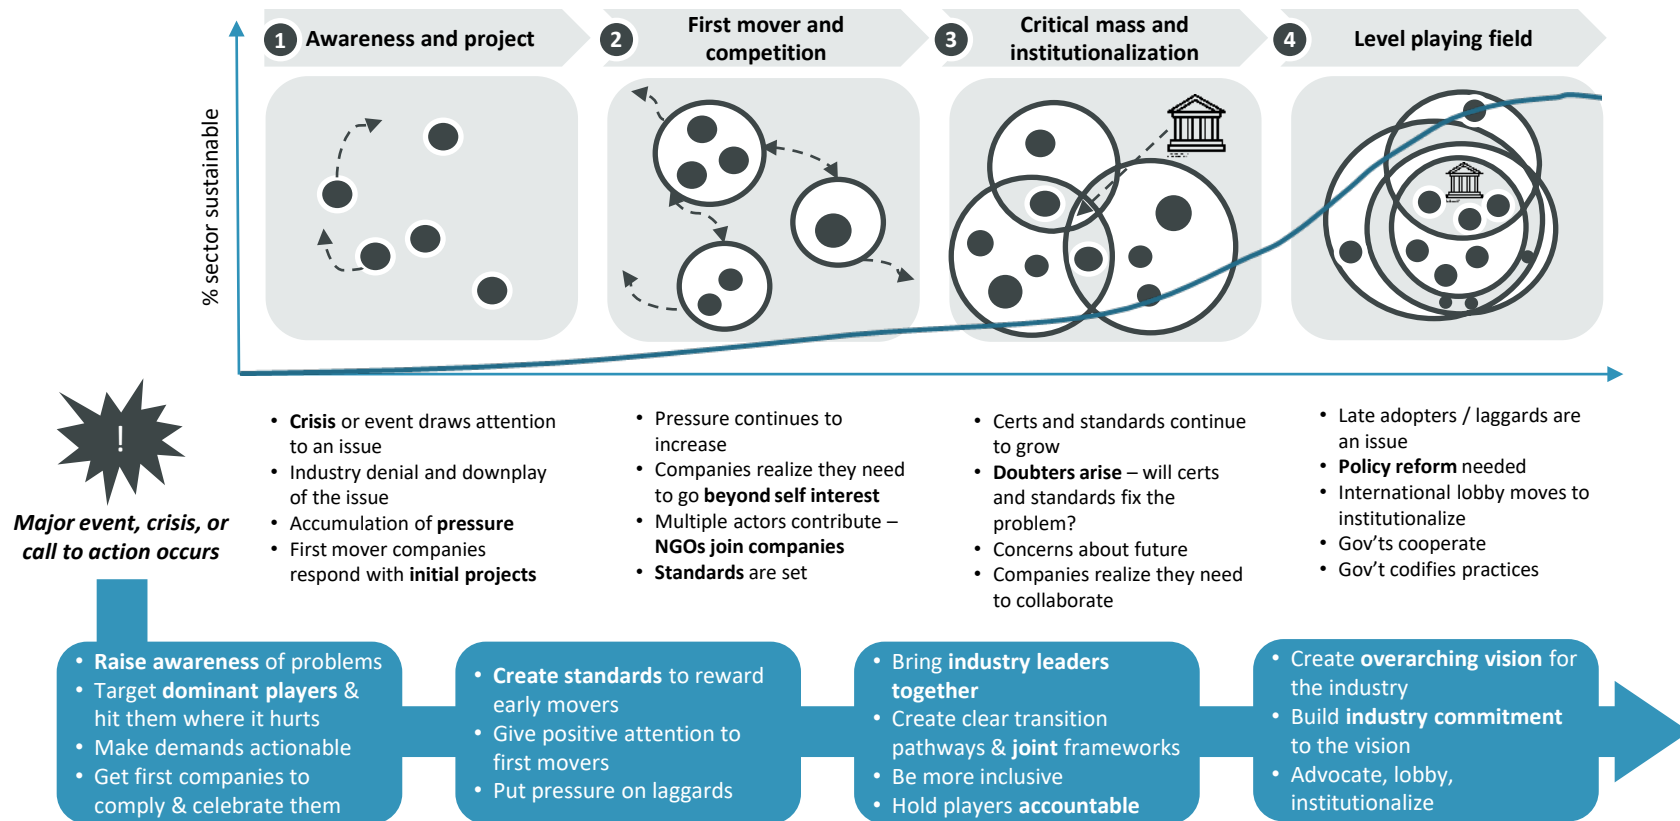 1 Awareness and project
2 First mover and
competition
3 Critical mass and
institutionalization
4 Level playing field
% sector sustainable
!
Major event, crisis, or
call to action occurs
• Crisis or event draws attention
to an issue
• Industry denial and downplay
of the issue
• Accumulation of pressure
• First mover companies
respond with initial projects
• Pressure continues to
increase
• Companies realize they need
to go beyond self interest
• Multiple actors contribute –
NGOs join companies
• Standards are set
• Certs and standards continue
to grow
• Doubters arise – will certs
and standards fix the
problem?
• Concerns about future
• Companies realize they need
to collaborate
• Late adopters / laggards are
an issue
• Policy reform needed
• International lobby moves to
institutionalize
• Gov'ts cooperate
• Gov't codifies practices
• Raise awareness of problems
• Target dominant players &
hit them where it hurts
• Make demands actionable
• Get first companies to
comply & celebrate them
• Create standards to reward
early movers
• Give positive attention to
first movers
• Put pressure on laggards
• Bring industry leaders
together
• Create clear transition
pathways & joint frameworks
• Be more inclusive
• Hold players accountable
• Create overarching vision for
the industry
• Build industry commitment
to the vision
• Advocate, lobby,
institutionalize